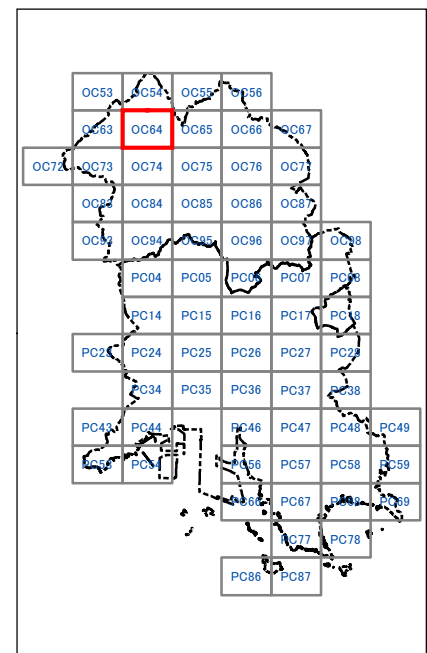 OC53 OC54 OC55 OC56
OC63 OC64 OC65 OC66 OC67
OC72 OC73 OC74 OC75 OC76 OC77
OC83 OC84 OC85 OC86 OC87
OC93 OC94 OC95 OC96 OC97 OC98
PC04 PC05 PC06 PC07 PC08
PC14 PC15 PC16 PC17 PC18
PC23 PC24 PC25 PC26 PC27 PC28
PC34 PC35 PC36 PC37 PC38
PC43 PC44 PC46 PC47 PC48 PC49
PC53 PC54 PC56 PC57 PC58 PC59
PC66 PC67 PC68 PC69
PC77 PC78
PC86 PC87